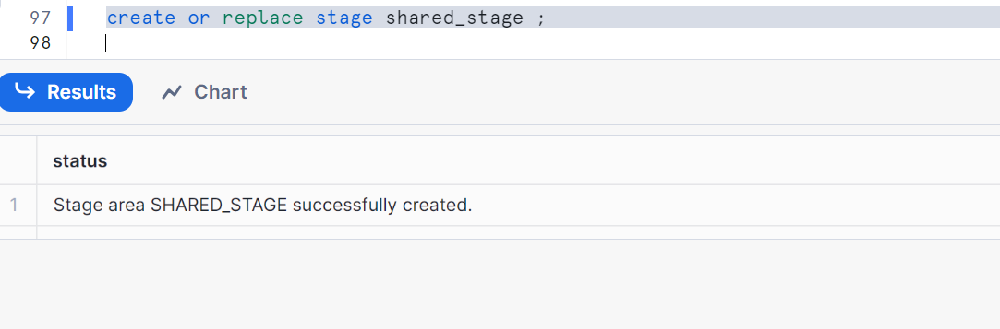 97 create or replace stage shared_stage ;
98
Results Chart
status
1 Stage area SHARED_STAGE successfully created.